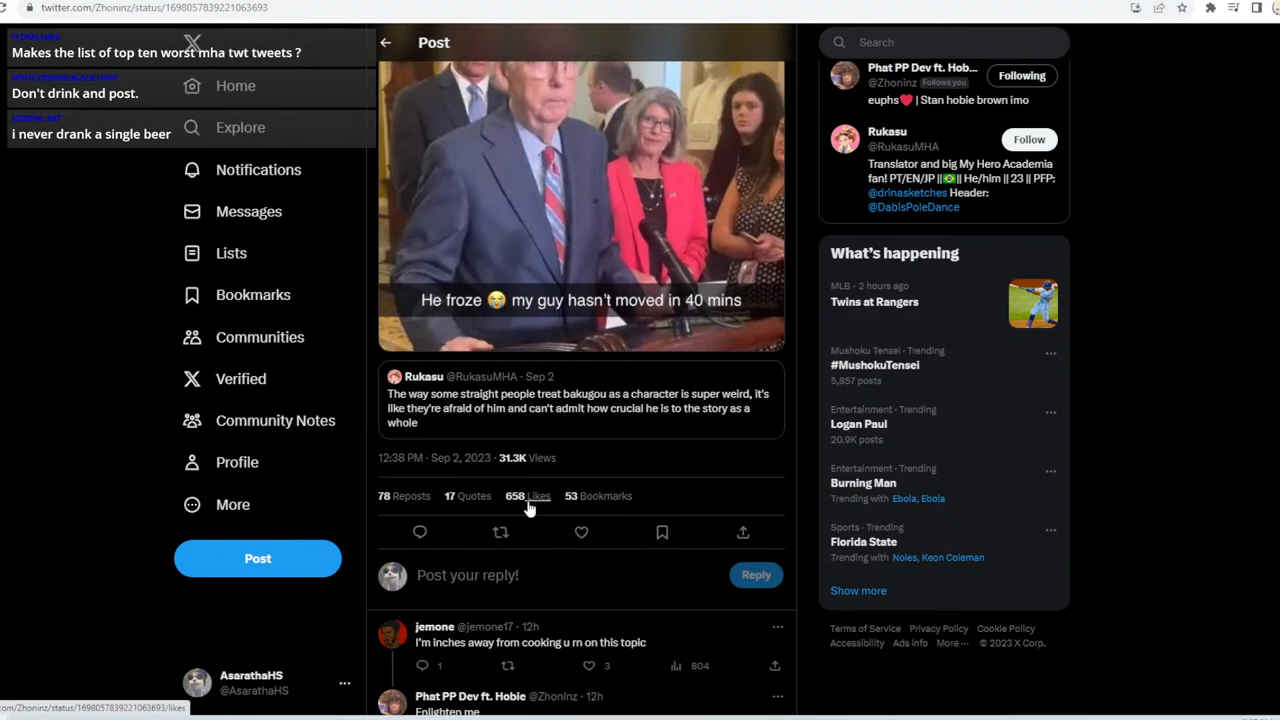 twitter.com/Zhoninz/status/1698057839221063693
Makes the list of top ten worst mha twt tweets ?
Don't drink and post.
i never drank a single beer
Home
Explore
Notifications
Messages
Lists
Bookmarks
Communities
Verified
Community Notes
Profile
More
Post
AsarathaHS
@AsarathaHS
com/Zhoninz/status/1698057839221063693/likes
Post
He froze 😭 my guy hasn't moved in 40 mins
Rukasu @RukasuMHA · Sep 2
The way some straight people treat bakugou as a character is super weird, it's
like they're afraid of him and can't admit how crucial he is to the story as a
whole
12:38 PM · Sep 2, 2023 · 31.3K Views
78 Reposts 17 Quotes 658 Likes 53 Bookmarks
Post your reply!
Reply
jemone @jemone17 · 12h
I'm inches away from cooking u rn on this topic
1 3 804
Phat PP Dev ft. Hobie @Zhoninz · 12h
Enlighten me
Search
Phat PP Dev ft. Hobie...
@Zhoninz Follows you
Following
euphs❤️ | Stan hobie brown imo
Rukasu
@RukasuMHA
Follow
Translator and big My Hero Academia
fan! PT/EN/JP ||🇧🇷|| He/him || 23 || PFP:
@drinasketches Header:
@DabisPoleDance
What's happening
MLB · 2 hours ago
Twins at Rangers
Mushoku Tensei · Trending
#MushokuTensei
5,857 posts
Entertainment · Trending
Logan Paul
20.9K posts
Entertainment · Trending
Burning Man
Trending with Ebola, Ebola
Sports · Trending
Florida State
Trending with Noles, Keon Coleman
Show more
Terms of Service Privacy Policy Cookie Policy
Accessibility Ads info More ··· © 2023 X Corp.